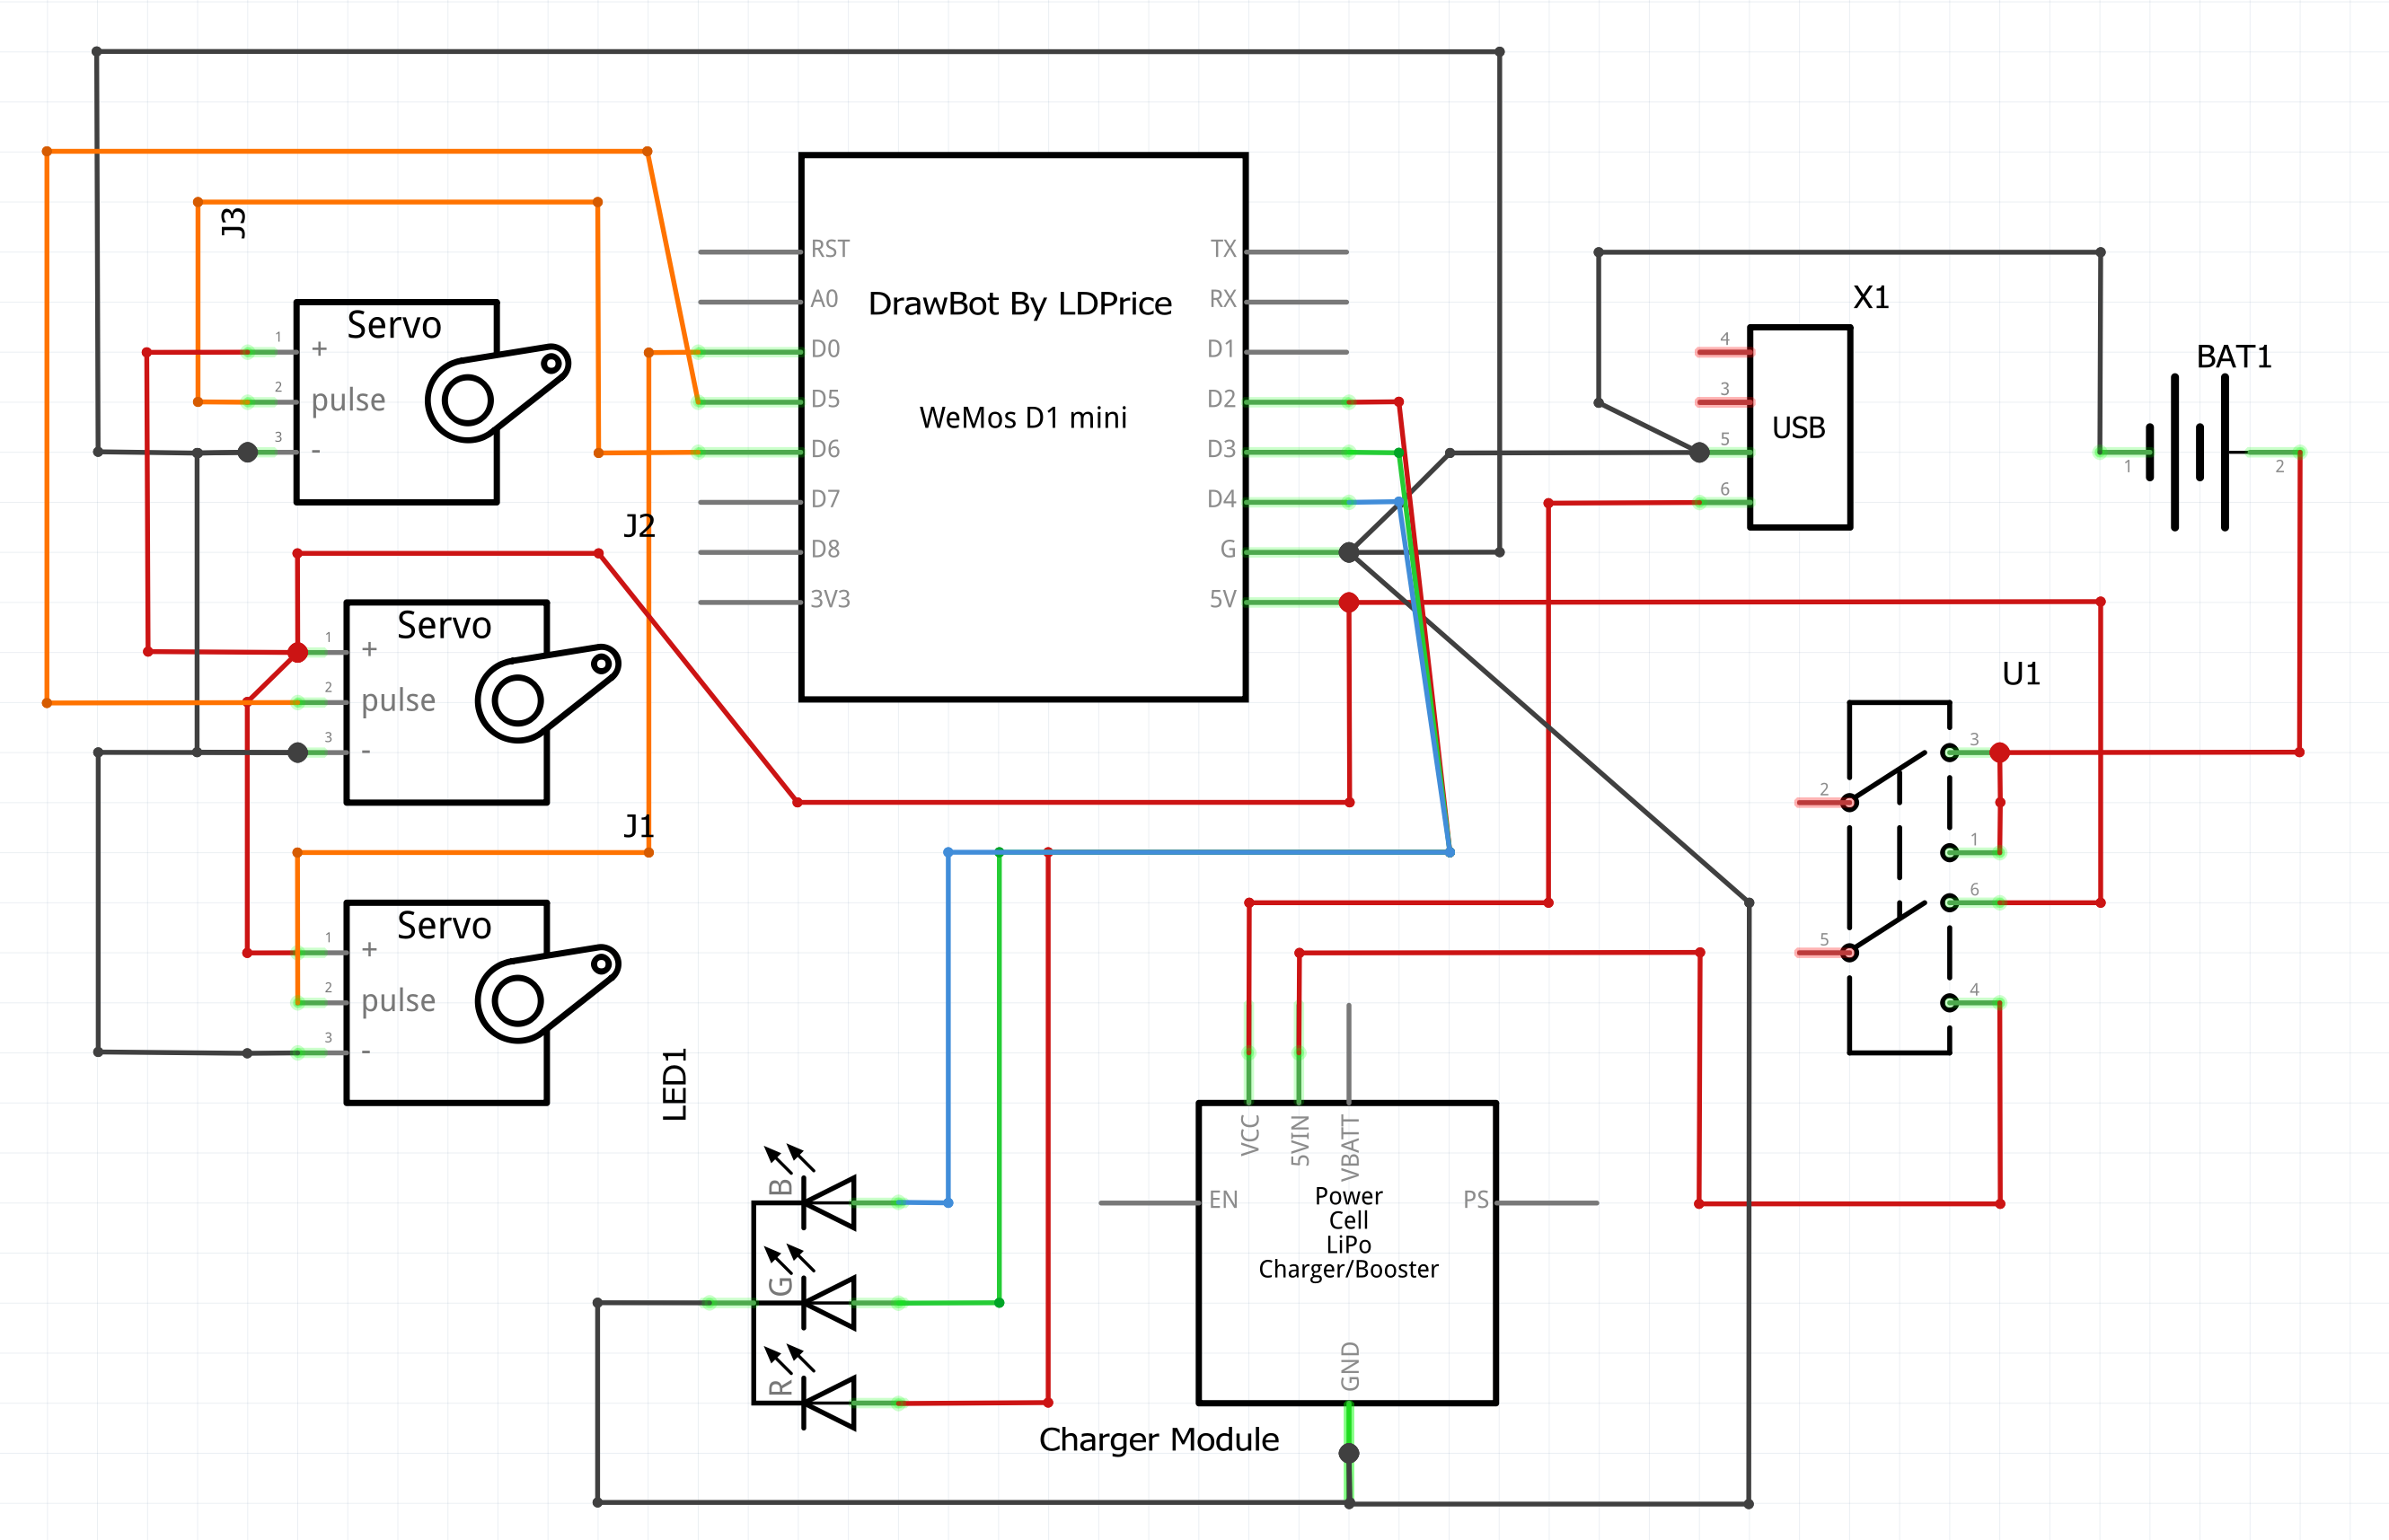 J3
Servo
1
+
2
pulse
3
-
J2
Servo
1
+
2
pulse
3
-
J1
Servo
1
+
2
pulse
3
-
DrawBot By LDPrice
WeMos D1 mini
RST
A0
D0
D5
D6
D7
D8
3V3
TX
RX
D1
D2
D3
D4
G
5V
X1
USB
4
3
5
6
BAT1
1
2
U1
3
2
1
6
5
4
LED1
B
G
R
VCC
5VIN
VBATT
EN
PS
Power
Cell
LiPo
Charger/Booster
GND
Charger Module